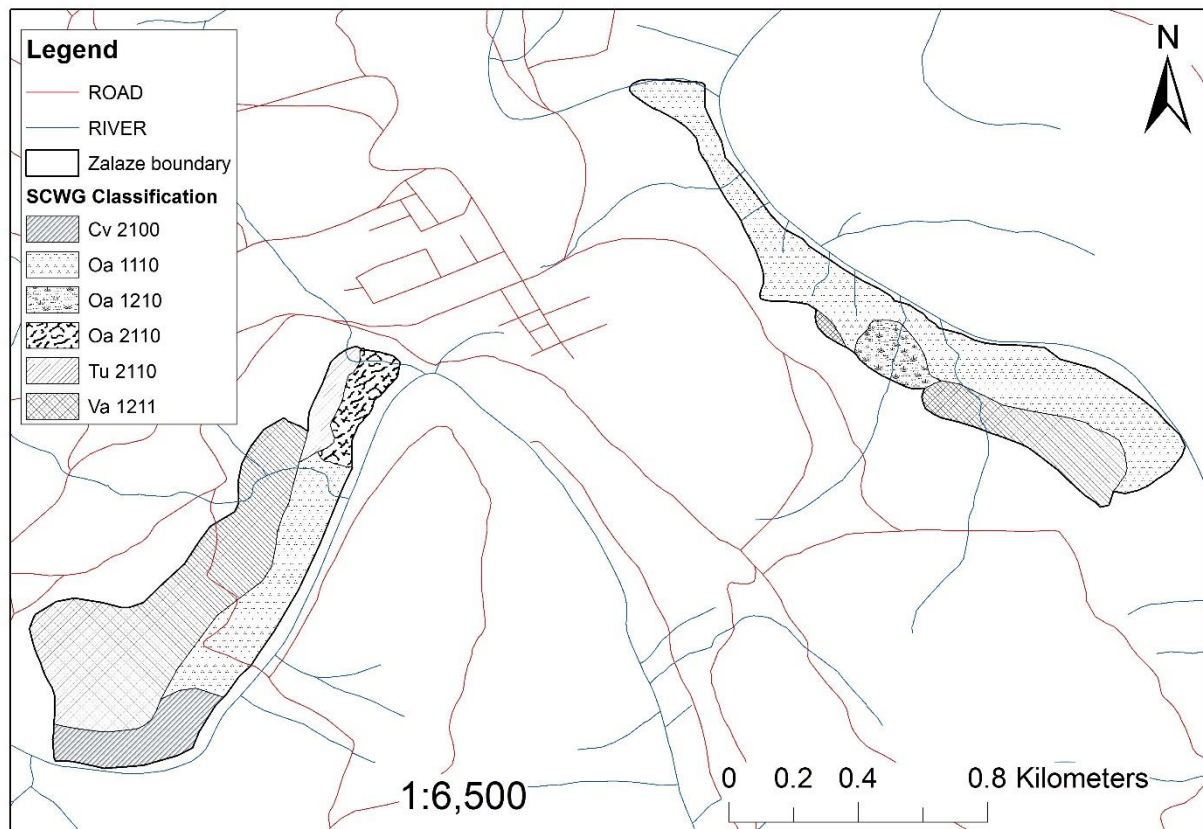 Legend
ROAD
RIVER
Zalaze boundary
SCWG Classification
Cv 2100
Oa 1110
Oa 1210
Oa 2110
Tu 2110
Va 1211
N
1:6,500
0 0.2 0.4 0.8 Kilometers